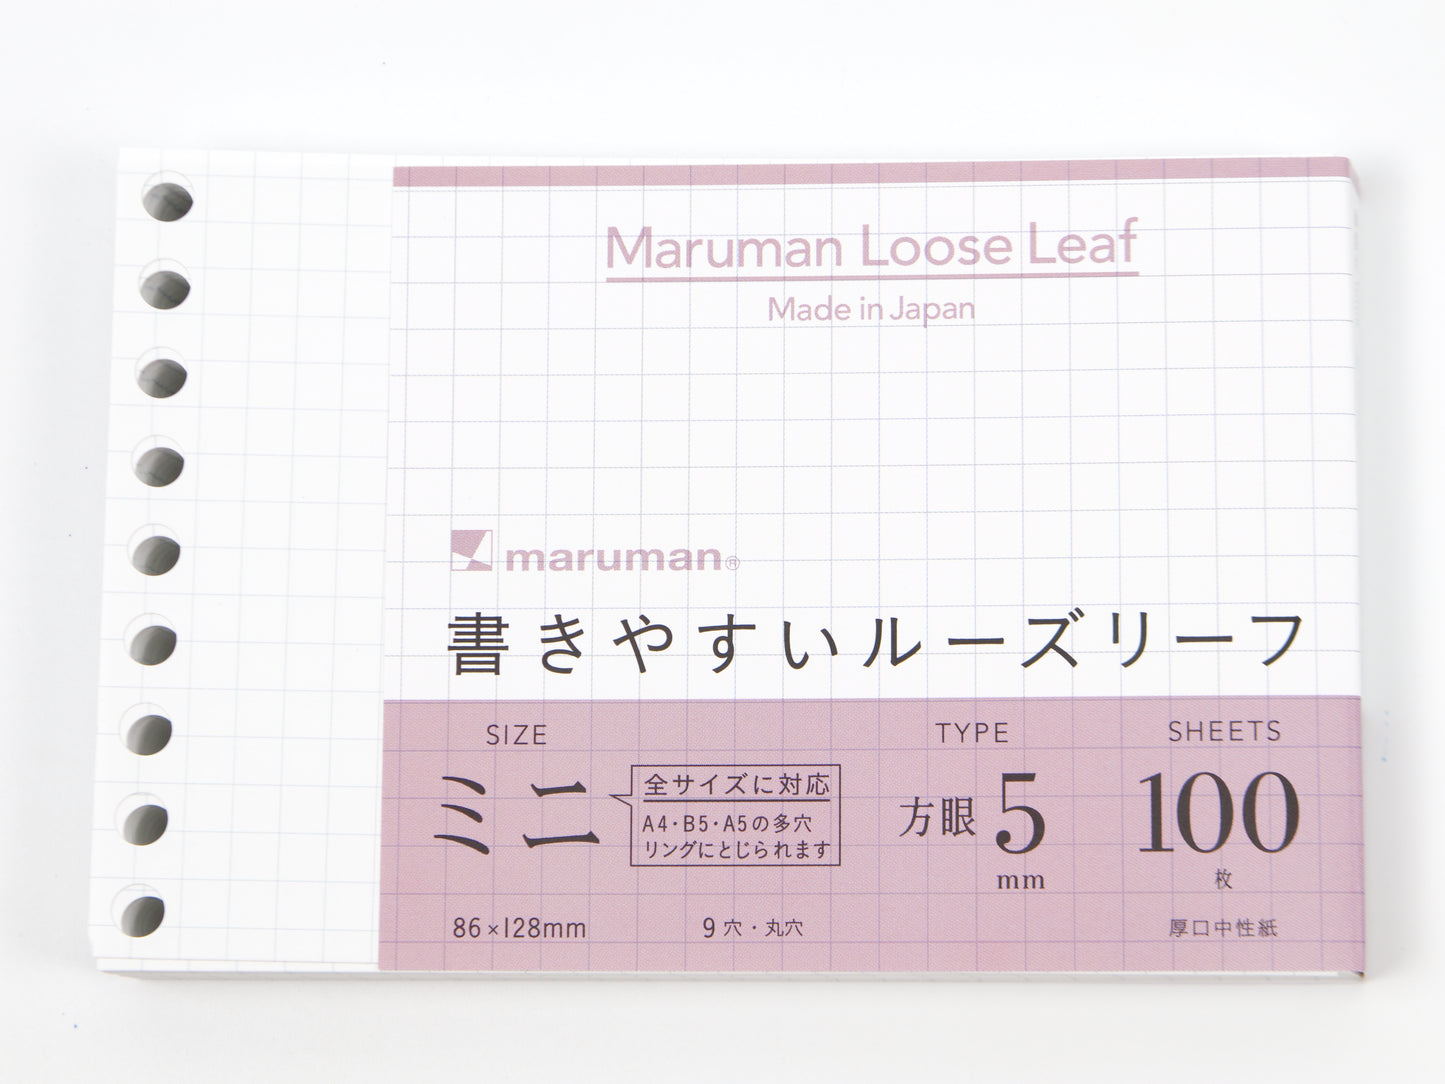 Maruman Loose Leaf
Made in Japan
maruman®
書きやすいルーズリーフ
SIZE
ミニ
全サイズに対応
A4・B5・A5の多穴
リングにとじられます
86×128mm
9穴・丸穴
TYPE
方眼5
mm
SHEETS
100
枚
厚口中性紙